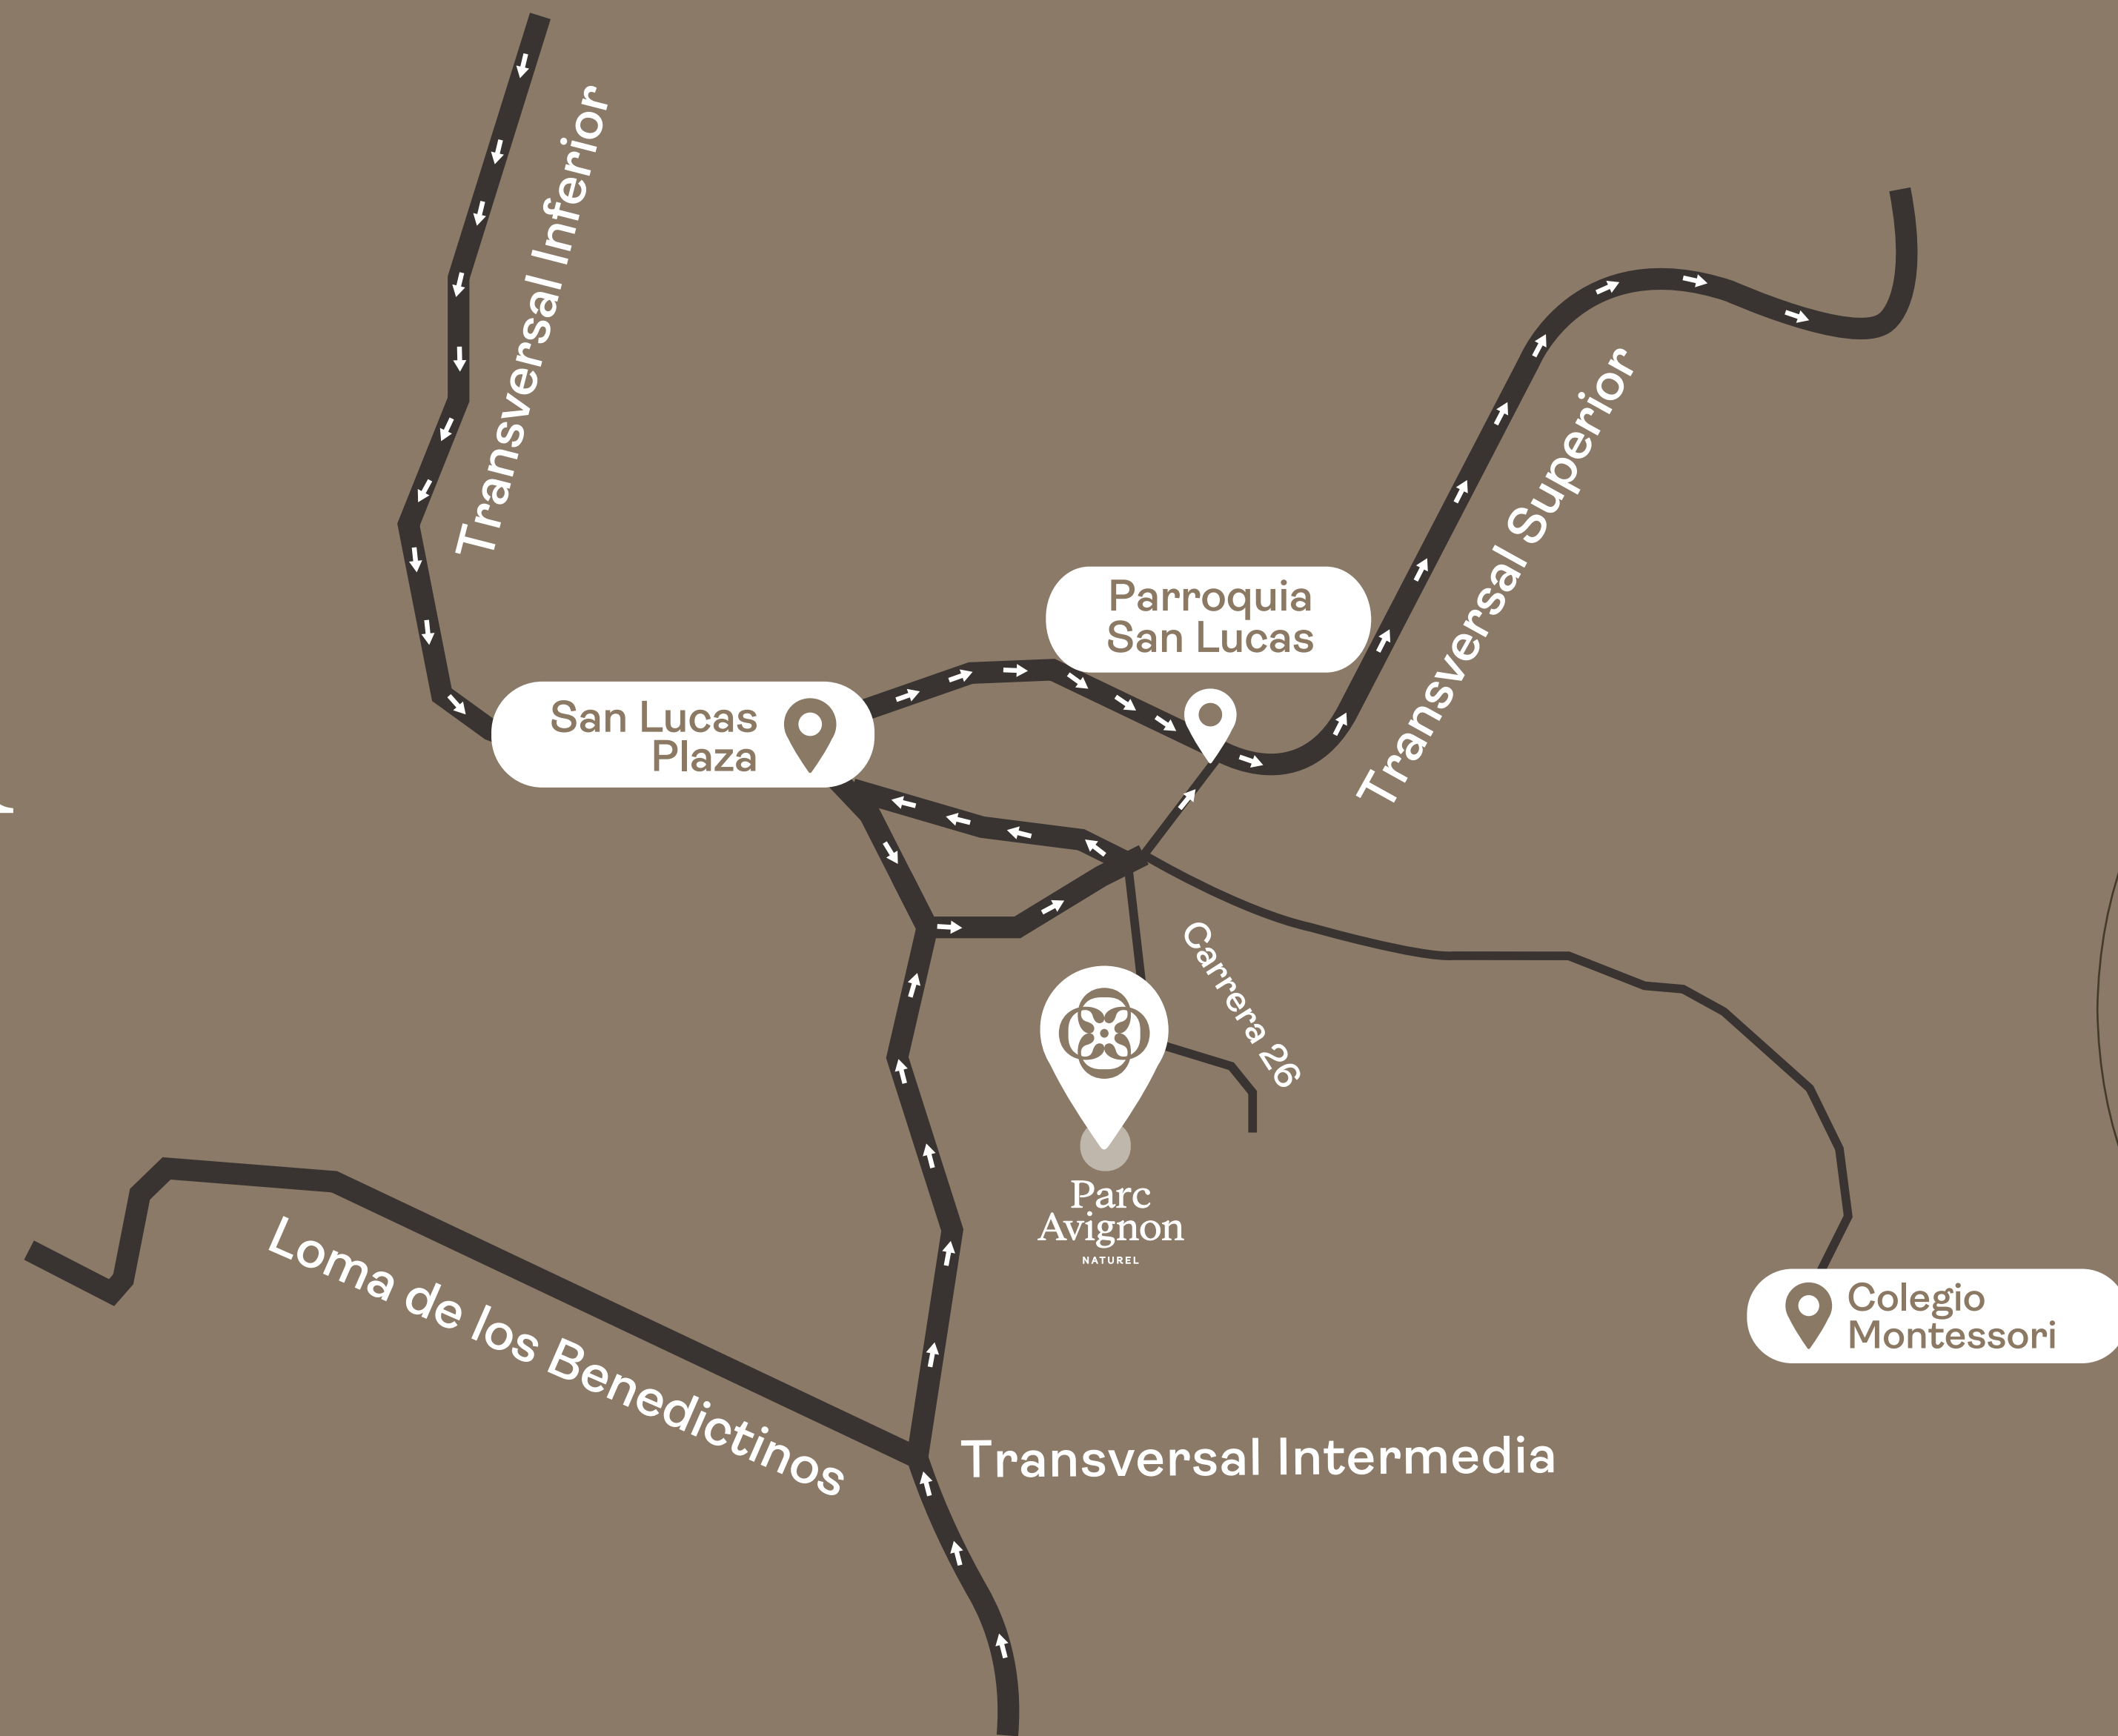 Transversal Inferior
Transversal Superior
Parroquia
San Lucas
San Lucas
Plaza
Carrera 26
Parc
Avignon
NATUREL
Loma de los Benedictinos
Colegio
Montessori
Transversal Intermedia